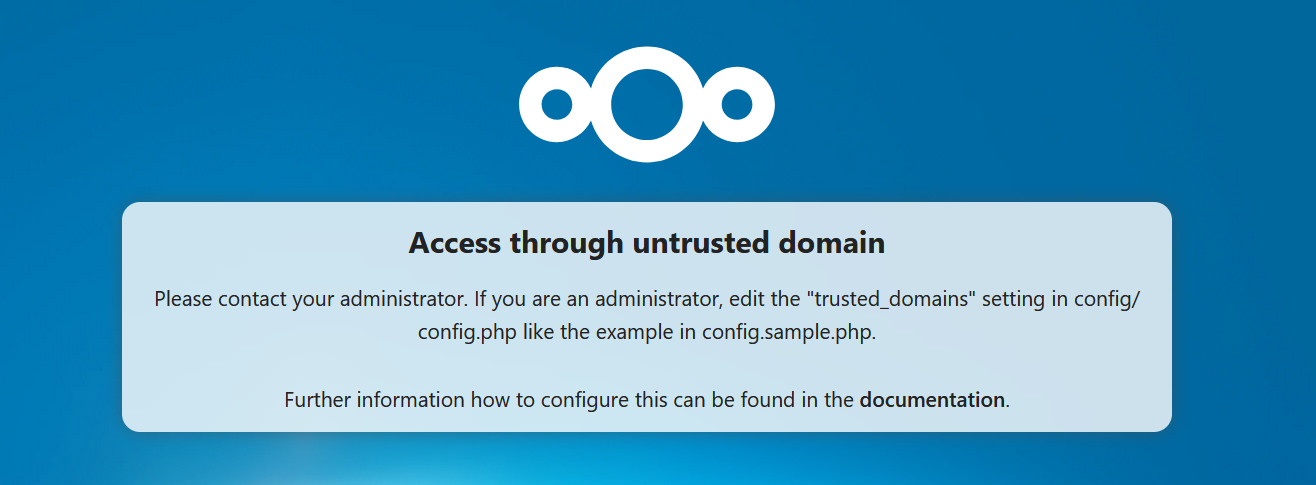 Access through untrusted domain
Please contact your administrator. If you are an administrator, edit the "trusted_domains" setting in config/
config.php like the example in config.sample.php.
Further information how to configure this can be found in the documentation.